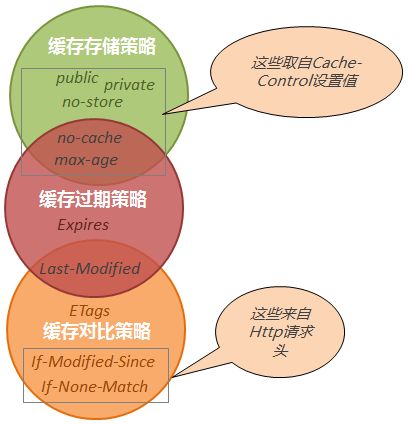 缓存存储策略
public private
no-store
no-cache
max-age
这些取自Cache-
Control设置值
缓存过期策略
Expires
Last-Modified
ETags
缓存对比策略
If-Modified-Since
If-None-Match
这些来自
Http请求
头